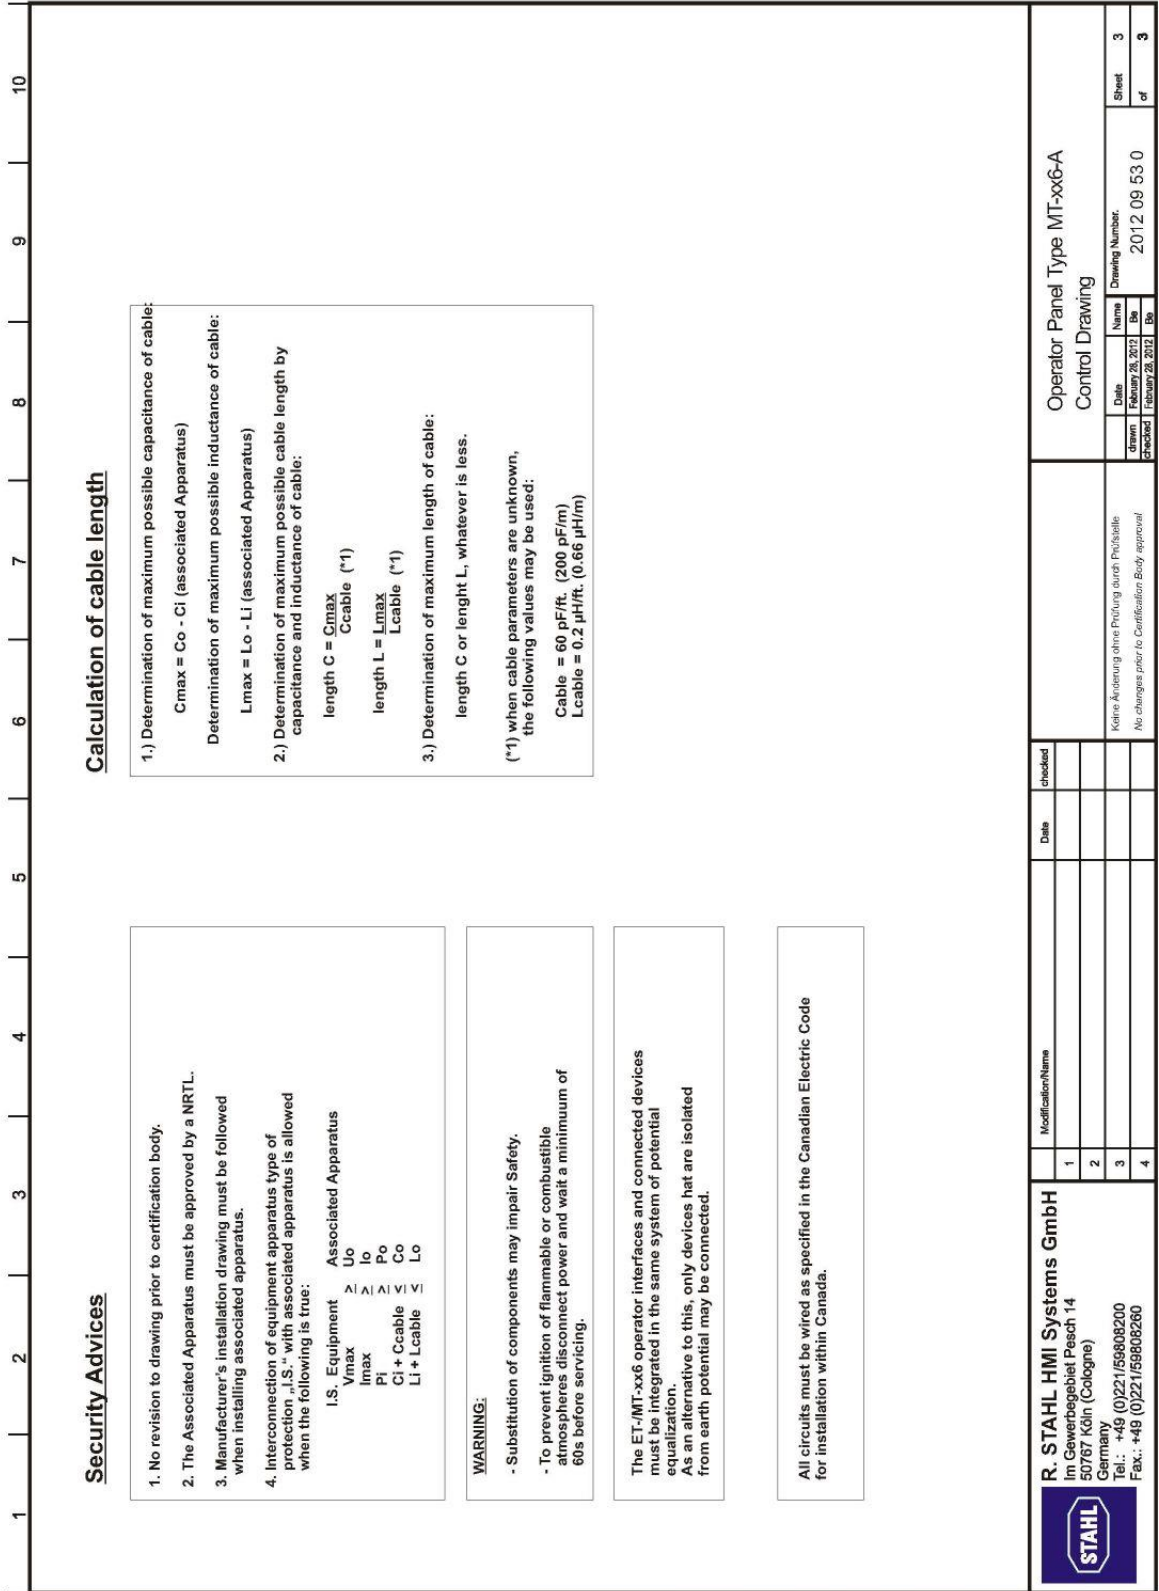 1 2 3 4 5 6 7 8 9 10
Security Advices
1. No revision to drawing prior to certification body.
2. The Associated Apparatus must be approved by a NRTL.
3. Manufacturer's installation drawing must be followed
when installing associated apparatus.
4. Interconnection of equipment apparatus type of
protection „I.S.“ with associated apparatus is allowed
when the following is true:
I.S. Equipment Associated Apparatus
Vmax ≥ Uo
Imax ≥ Io
Pi ≥ Po
Ci + Ccable ≤ Co
Li + Lcable ≤ Lo
WARNING:
- Substitution of components may impair Safety.
- To prevent ignition of flammable or combustible
atmospheres disconnect power and wait a minimuum of
60s before servicing.
The ET-/MT-xx6 operator interfaces and connected devices
must be integrated in the same system of potential
equalization.
As an alternative to this, only devices hat are isolated
from earth potential may be connected.
All circuits must be wired as specified in the Canadian Electric Code
for installation within Canada.
Calculation of cable length
1.) Determination of maximum possible capacitance of cable:
Cmax = Co - Ci (associated Apparatus)
Determination of maximum possible inductance of cable:
Lmax = Lo - Li (associated Apparatus)
2.) Determination of maximum possible cable length by
capacitance and inductance of cable:
length C = Cmax
Ccable (*1)
length L = Lmax
Lcable (*1)
3.) Determination of maximum length of cable:
length C or lenght L, whatever is less.
(*1) when cable parameters are unknown,
the following values may be used:
Cable = 60 pF/ft. (200 pF/m)
Lcable = 0.2 µH/ft. (0.66 µH/m)
STAHL
R. STAHL HMI Systems GmbH
Im Gewerbegebiet Pesch 14
50767 Köln (Cologne)
Germany
Tel.: +49 (0)221/59808200
Fax.: +49 (0)221/59808260
Modification/Name Date checked
1
2
3
4
Keine Änderung ohne Prüfung durch Prüfstelle
No changes prior to Certification Body approval
Operator Panel Type MT-xx6-A
Control Drawing
Date Name
drawn February 28, 2012 Be
checked February 28, 2012 Be
Drawing Number.
2012 09 53 0
Sheet 3
of 3